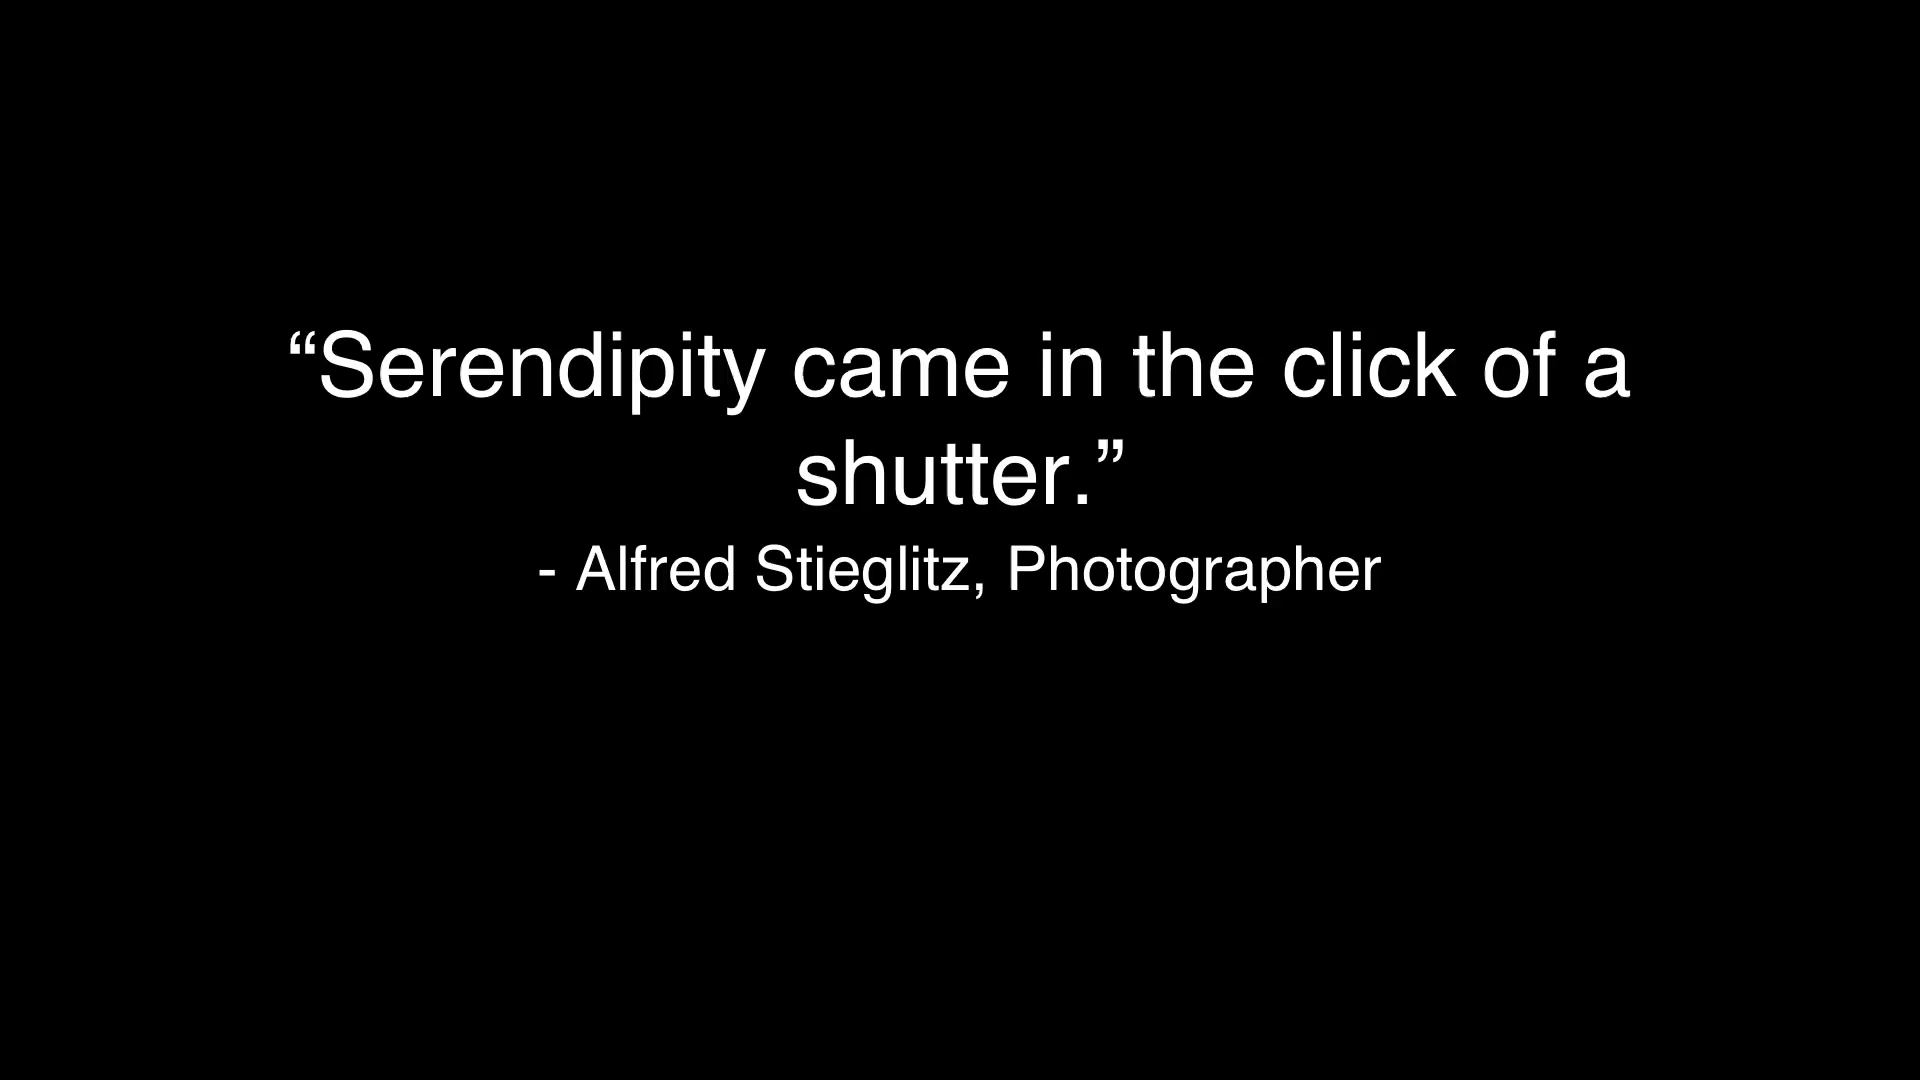 “Serendipity came in the click of a
shutter.”
- Alfred Stieglitz, Photographer